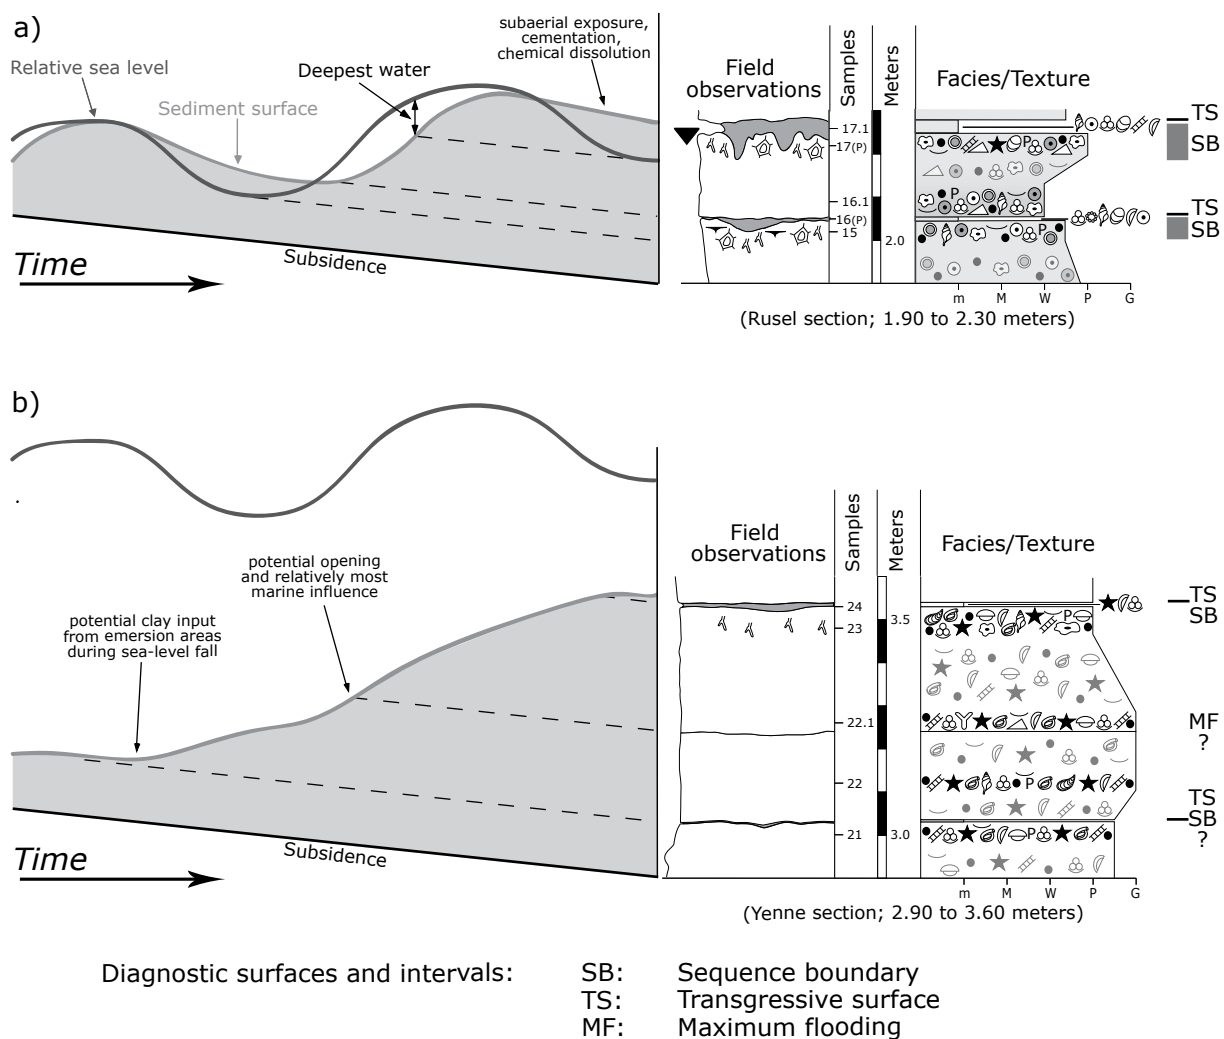 a)
Relative sea level
Sediment surface
Deepest water
subaerial exposure,
cementation,
chemical dissolution
Subsidence
Time
Field
observations
Samples
Meters
Facies/Texture
17.1
17(P)
16.1
16(P)
15
2.0
P
P
P
TS
SB
TS
SB
m M W P G
(Rusel section; 1.90 to 2.30 meters)
b)
potential clay input
from emersion areas
during sea-level fall
potential opening
and relatively most
marine influence
Subsidence
Time
Field
observations
Samples
Meters
Facies/Texture
24
23
22.1
22
21
3.5
3.0
P
P
P
TS
SB
MF
?
TS
SB
?
m M W P G
(Yenne section; 2.90 to 3.60 meters)
Diagnostic surfaces and intervals:
SB: Sequence boundary
TS: Transgressive surface
MF: Maximum flooding